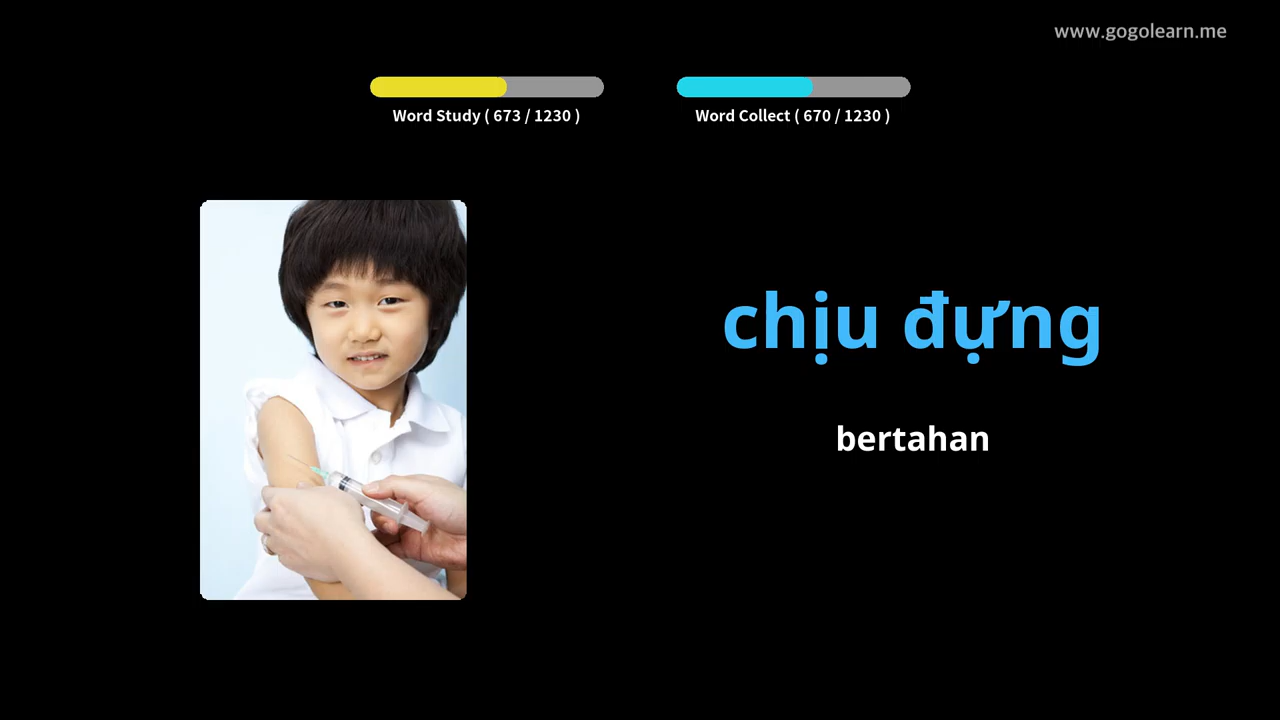 www.gogolearn.me
Word Study ( 673 / 1230 )
Word Collect ( 670 / 1230 )
chịu đựng
bertahan